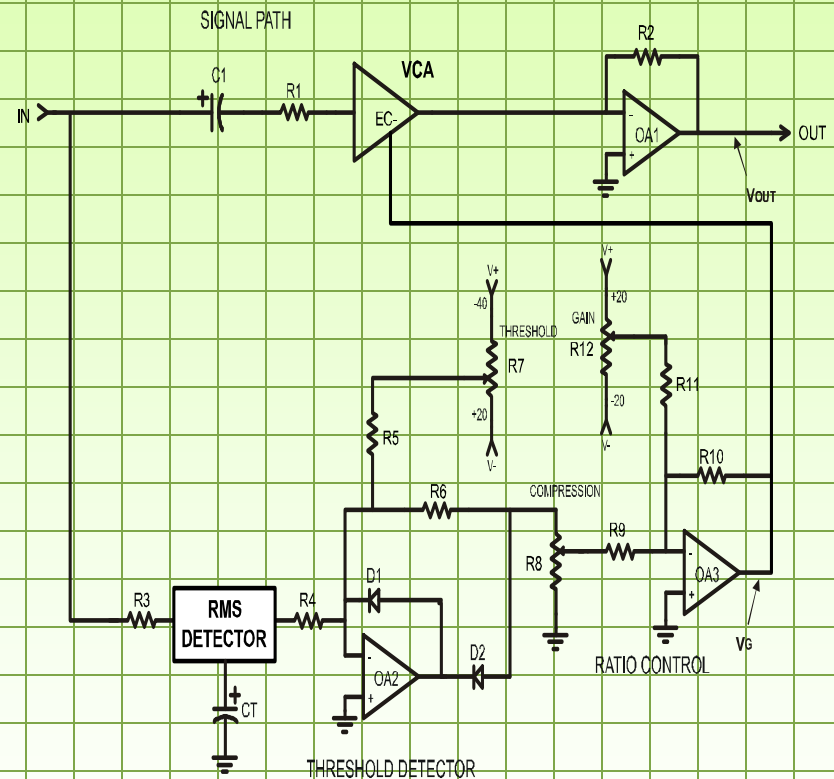 SIGNAL PATH
R2
C1
VCA
+
R1
IN
EC-
-
OA1
OUT
+
VOUT
V+
V+
-40
+20
THRESHOLD
GAIN
R7
R12
R11
+20
-20
R5
V-
V-
R10
R6
COMPRESSION
R9
-
R8
OA3
D1
+
R3
RMS
DETECTOR
R4
-
D2
VG
RATIO CONTROL
OA2
+
+
CT
THRESHOLD DETECTOR